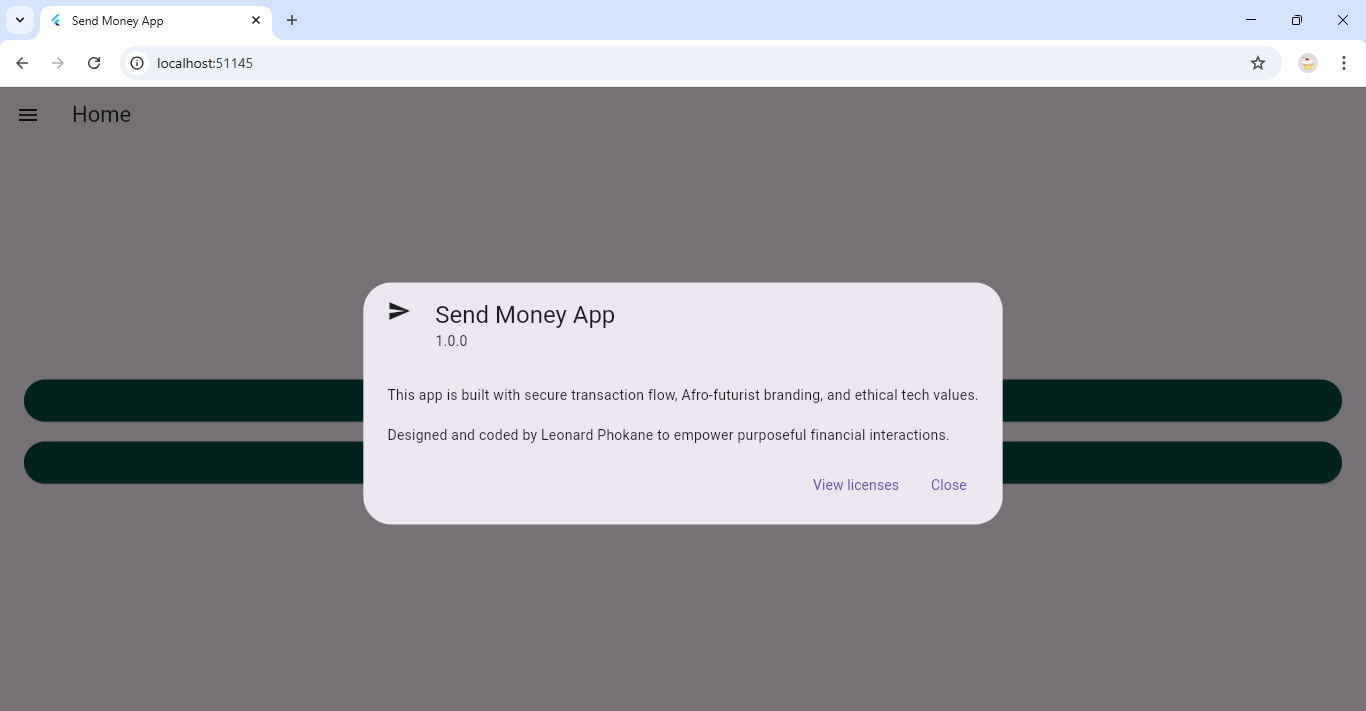 Send Money App
localhost:51145
Home
Send Money App
1.0.0
This app is built with secure transaction flow, Afro-futurist branding, and ethical tech values.
Designed and coded by Leonard Phokane to empower purposeful financial interactions.
View licenses Close